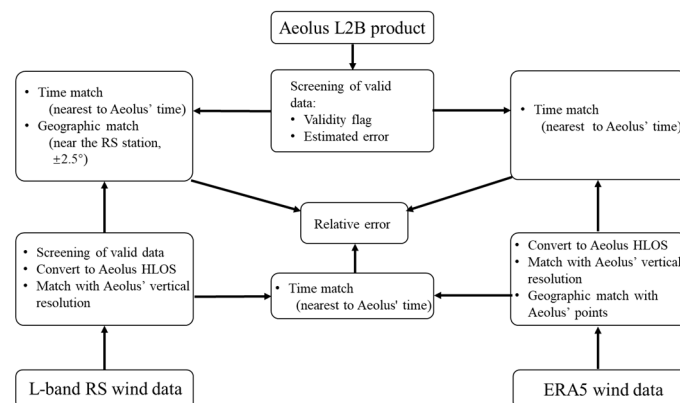 Aeolus L2B product
• Time match
(nearest to Aeolus' time)
• Geographic match
(near the RS station,
±2.5°)
Screening of valid
data:
• Validity flag
• Estimated error
• Time match
(nearest to Aeolus' time)
Relative error
• Screening of valid data
• Convert to Aeolus HLOS
• Match with Aeolus' vertical
resolution
• Time match
(nearest to Aeolus' time)
• Convert to Aeolus HLOS
• Match with Aeolus' vertical
resolution
• Geographic match with
Aeolus' points
L-band RS wind data
ERA5 wind data